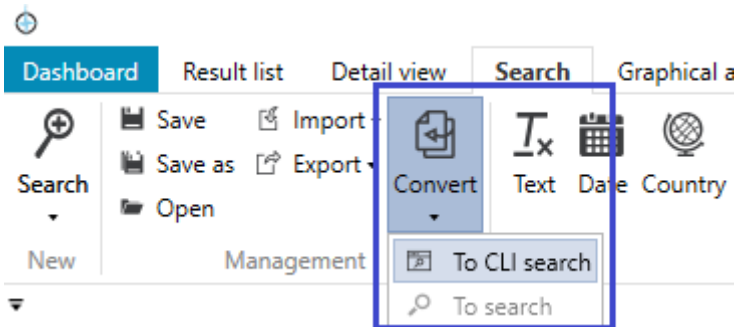 Dashboard Result list Detail view Search Graphical a
Save Import
Save as Export
Search Convert Text Date Country
Open
New Management To CLI search
To search